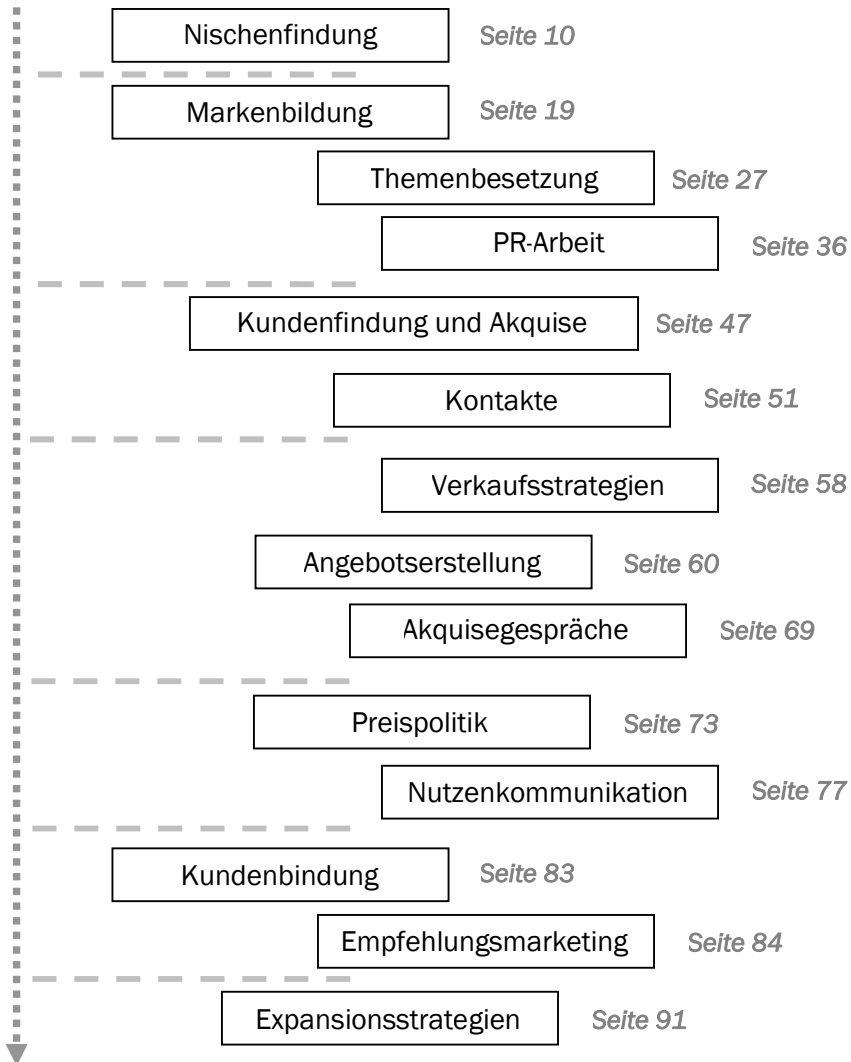 Nischenfindung Seite 10
Markenbildung Seite 19
Themenbesetzung Seite 27
PR-Arbeit Seite 36
Kundenfindung und Akquise Seite 47
Kontakte Seite 51
Verkaufsstrategien Seite 58
Angebotserstellung Seite 60
Akquisegespräche Seite 69
Preispolitik Seite 73
Nutzenkommunikation Seite 77
Kundenbindung Seite 83
Empfehlungsmarketing Seite 84
Expansionsstrategien Seite 91